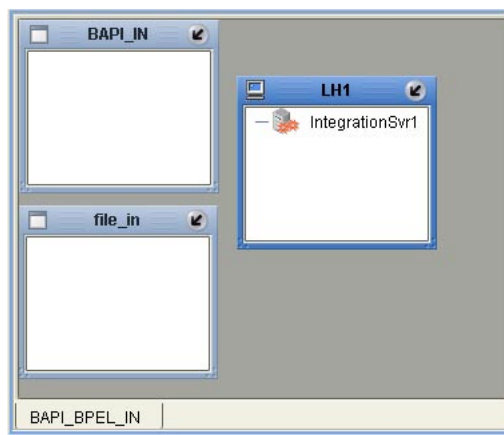 BAPI_IN
LH1
IntegrationSvr1
file_in
BAPI_BPEL_IN